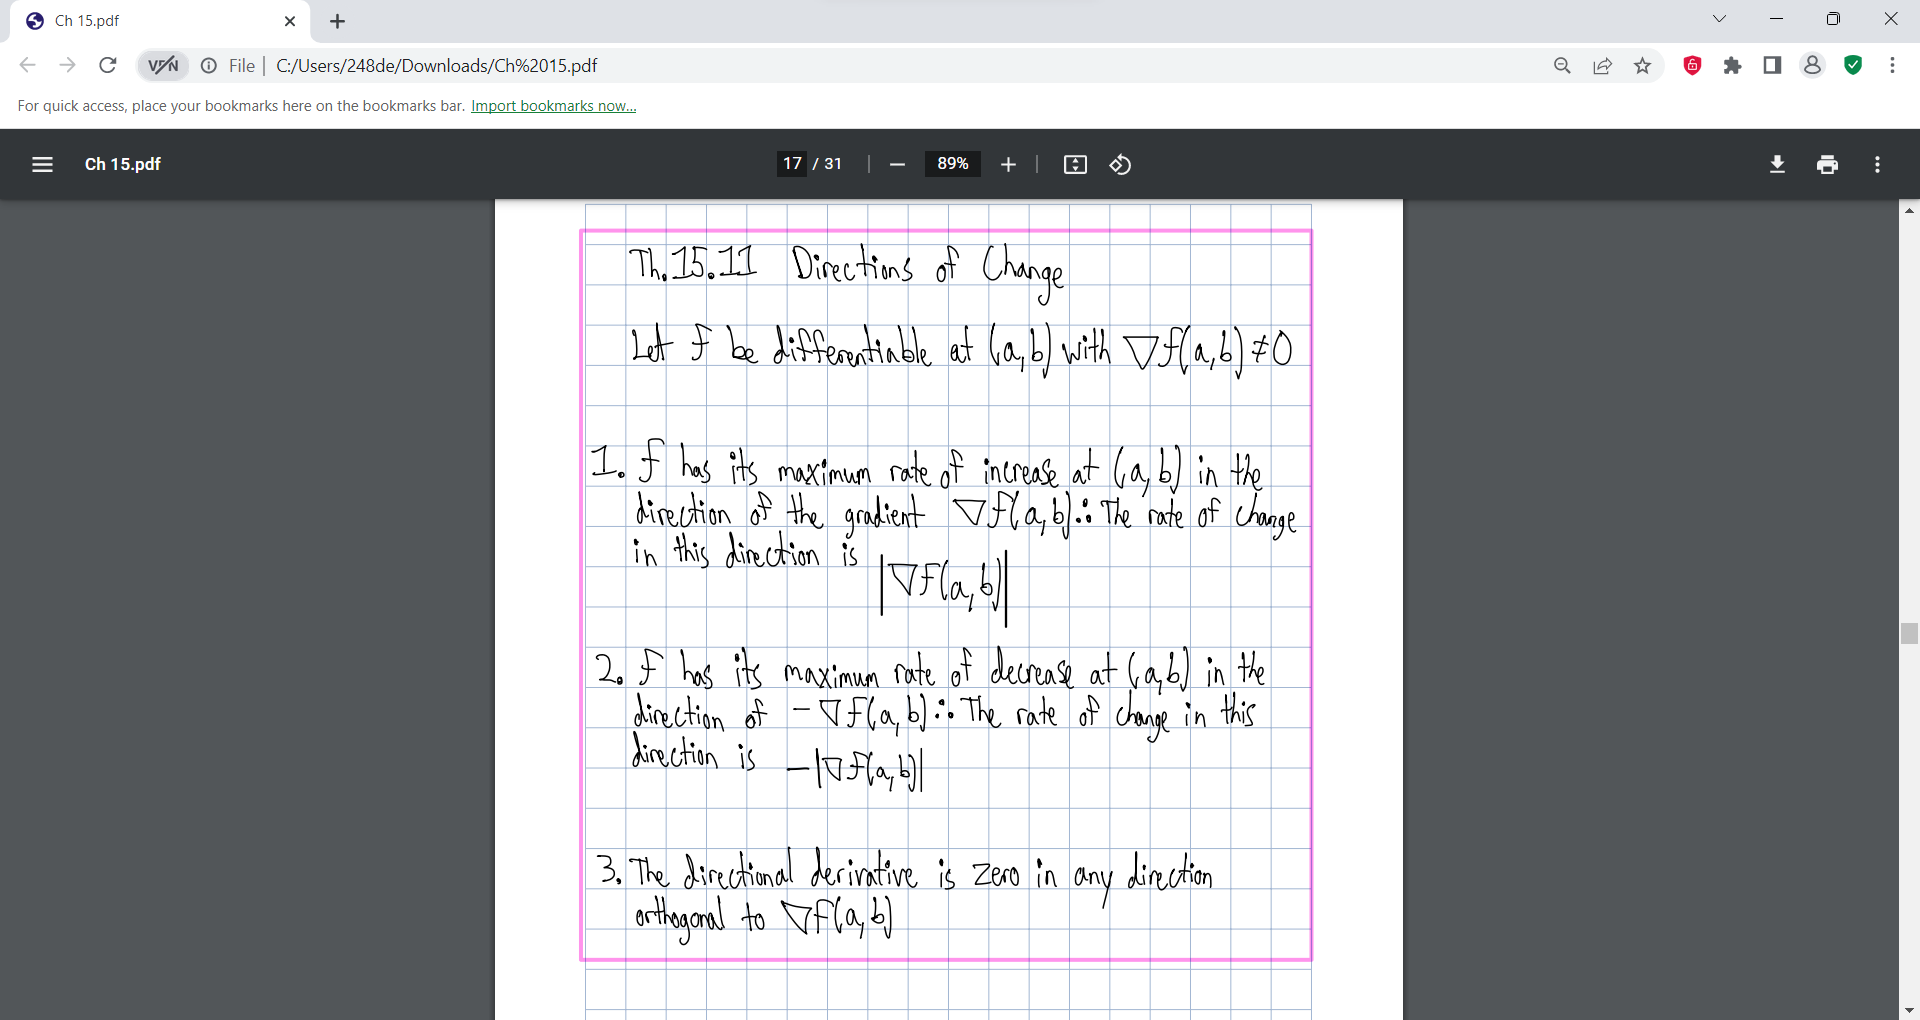 Ch 15.pdf
VPN File C:/Users/248de/Downloads/Ch%2015.pdf
For quick access, place your bookmarks here on the bookmarks bar. Import bookmarks now...
Ch 15.pdf 17 / 31 89%
Th. 15.11 Directions of Change
Let f be differentiable at (a,b) with ∇f(a,b) ≠ 0
1. f has its maximum rate of increase at (a,b) in the
direction of the gradient ∇f(a,b) ∴ The rate of change
in this direction is |∇f(a,b)|
2. f has its maximum rate of decrease at (a,b) in the
direction of -∇f(a,b) ∴ The rate of change in this
direction is -|∇f(a,b)|
3. The directional derivative is zero in any direction
orthogonal to ∇f(a,b)